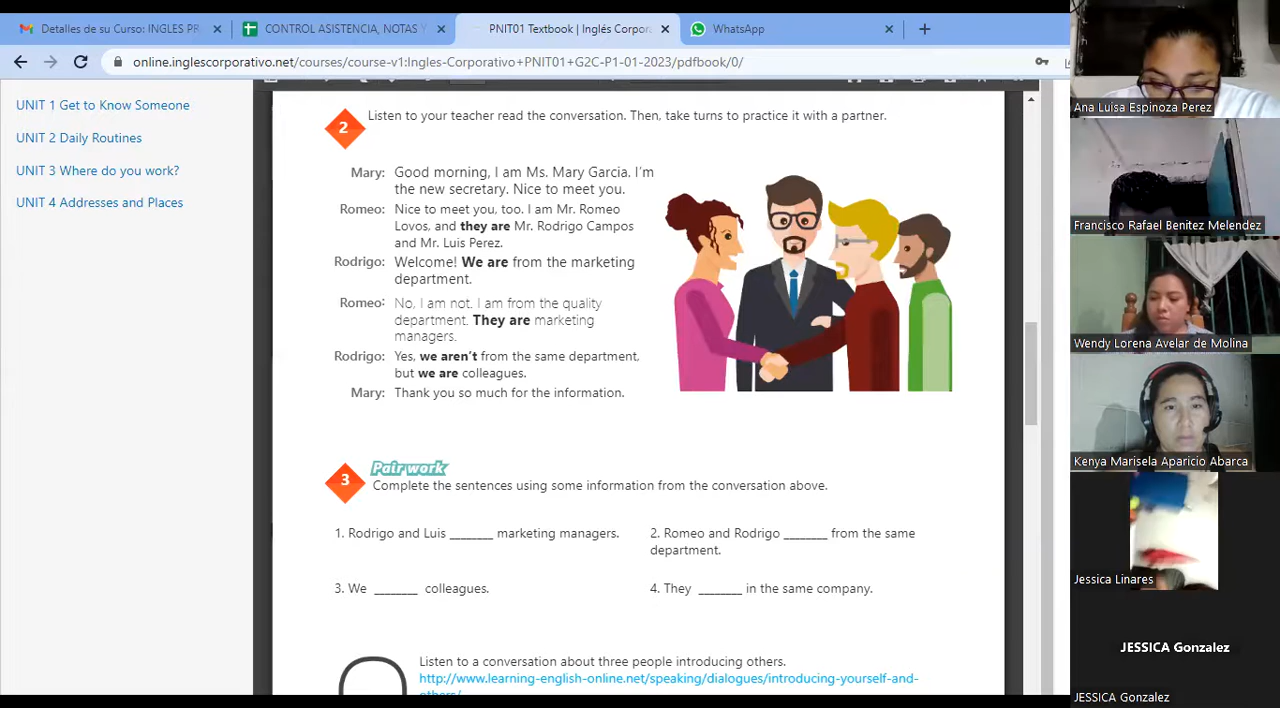 Detalles de su Curso: INGLES PR
CONTROL ASISTENCIA, NOTAS Y
PNIT01 Textbook | Inglés Corpor
WhatsApp
online.inglescorporativo.net/courses/course-v1:Ingles-Corporativo+PNIT01+G2C-P1-01-2023/pdfbook/0/
UNIT 1 Get to Know Someone
UNIT 2 Daily Routines
UNIT 3 Where do you work?
UNIT 4 Addresses and Places
2 Listen to your teacher read the conversation. Then, take turns to practice it with a partner.
Mary: Good morning, I am Ms. Mary Garcia. I'm
the new secretary. Nice to meet you.
Romeo: Nice to meet you, too. I am Mr. Romeo
Lovos, and they are Mr. Rodrigo Campos
and Mr. Luis Perez.
Rodrigo: Welcome! We are from the marketing
department.
Romeo: No, I am not. I am from the quality
department. They are marketing
managers.
Rodrigo: Yes, we aren't from the same department,
but we are colleagues.
Mary: Thank you so much for the information.
Pair work
3 Complete the sentences using some information from the conversation above.
1. Rodrigo and Luis _______ marketing managers.
2. Romeo and Rodrigo _______ from the same
department.
3. We _______ colleagues.
4. They _______ in the same company.
Listen to a conversation about three people introducing others.
http://www.learning-english-online.net/speaking/dialogues/introducing-yourself-and-
others/
Ana Luisa Espinoza Perez
Francisco Rafael Benitez Melendez
Wendy Lorena Avelar de Molina
Kenya Marisela Aparicio Abarca
Jessica Linares
JESSICA Gonzalez
JESSICA Gonzalez